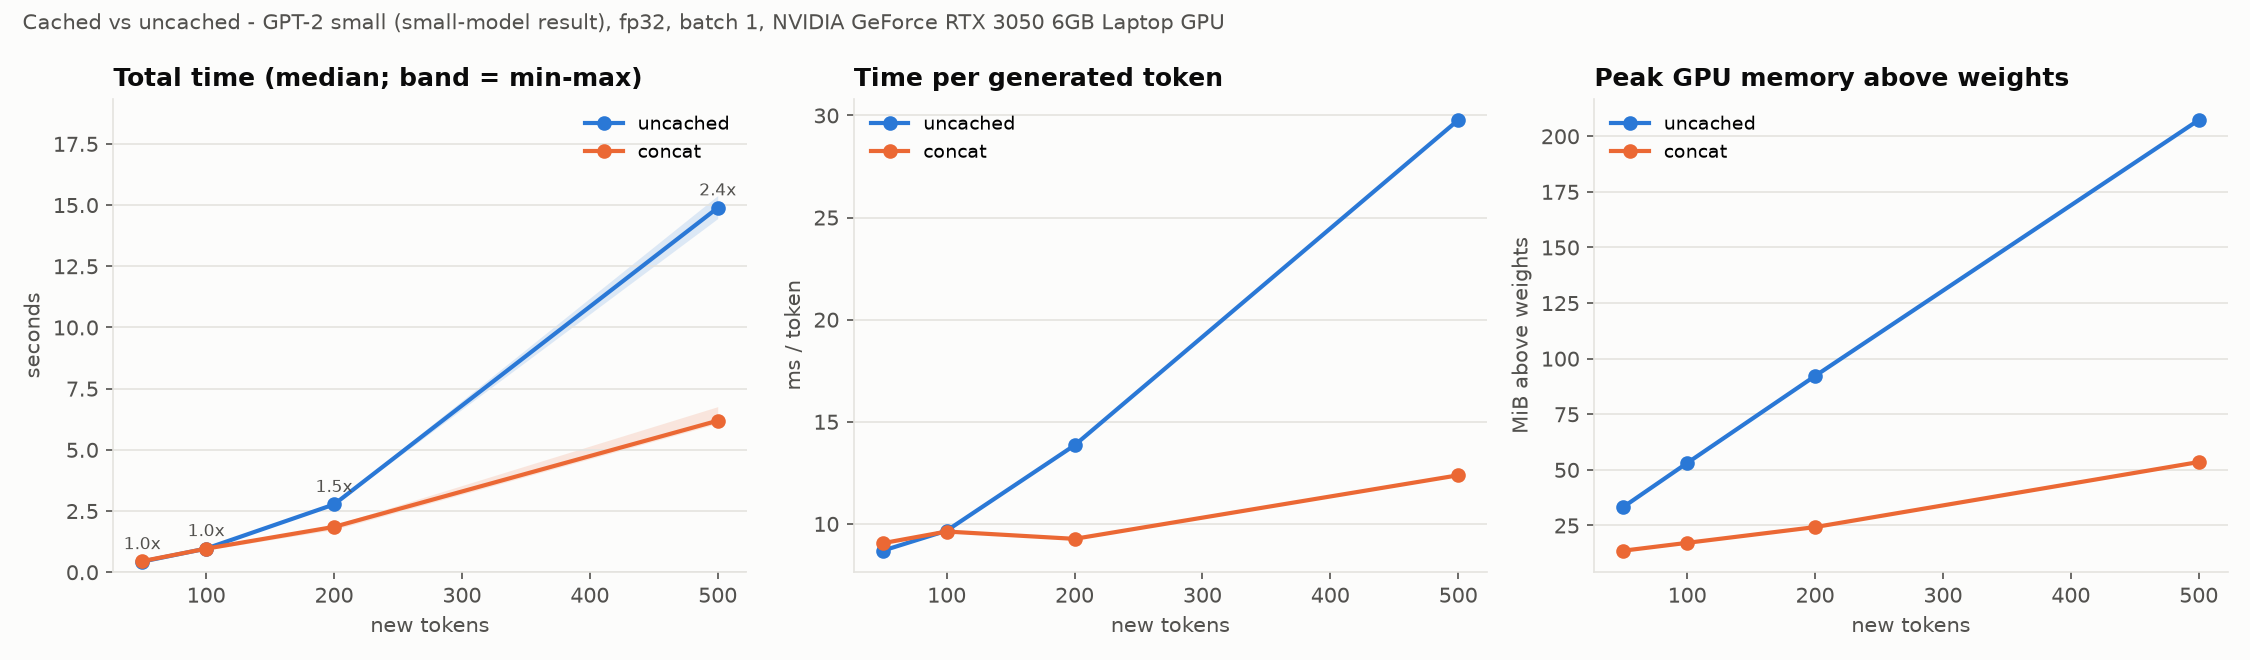 Cached vs uncached - GPT-2 small (small-model result), fp32, batch 1, NVIDIA GeForce RTX 3050 6GB Laptop GPU
Total time (median; band = min-max)
uncached
concat
17.5
15.0
12.5
10.0
7.5
5.0
2.5
0.0
seconds
1.0x
1.0x
1.5x
2.4x
100
200
300
400
500
new tokens
Time per generated token
uncached
concat
30
25
20
15
10
ms / token
100
200
300
400
500
new tokens
Peak GPU memory above weights
uncached
concat
200
175
150
125
100
75
50
25
MiB above weights
100
200
300
400
500
new tokens